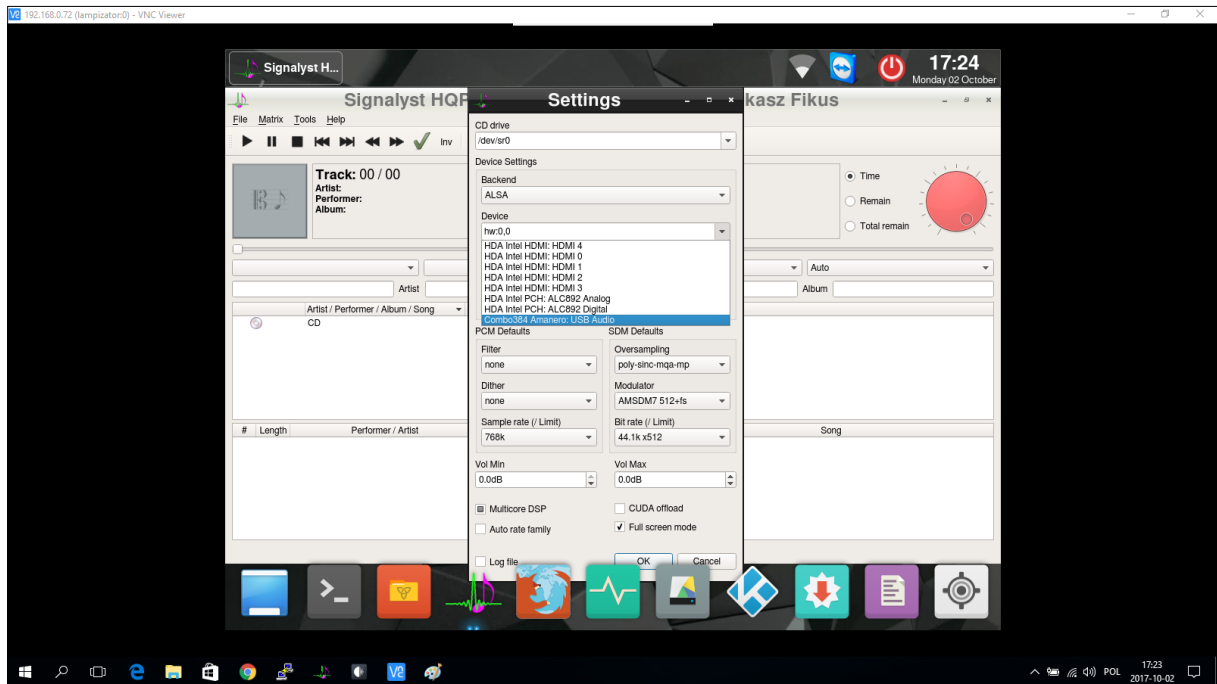 192.168.0.72 (lampizator:0) - VNC Viewer
Signalyst H...
17:24
Monday 02 October
Signalyst HQP
Settings
kasz Fikus
File Matrix Tools Help
Inv
CD drive
/dev/sr0
Device Settings
Backend
ALSA
Device
hw:0,0
HDA Intel HDMI: HDMI 4
HDA Intel HDMI: HDMI 0
HDA Intel HDMI: HDMI 1
HDA Intel HDMI: HDMI 2
HDA Intel HDMI: HDMI 3
HDA Intel PCH: ALC892 Analog
HDA Intel PCH: ALC892 Digital
Combo384 Amanero: USB Audio
Track: 00 / 00
Artist:
Performer:
Album:
Time
Remain
Total remain
Auto
Artist
Album
Artist / Performer / Album / Song
CD
PCM Defaults
SDM Defaults
Filter
Oversampling
none
poly-sinc-mqa-mp
Dither
Modulator
none
AMSDM7 512+fs
Sample rate (/ Limit)
Bit rate (/ Limit)
768k
44.1k x512
# Length Performer / Artist
Song
Vol Min
Vol Max
0.0dB
0.0dB
Multicore DSP
CUDA offload
Auto rate family
Full screen mode
Log file
OK
Cancel
POL
17:23
2017-10-02